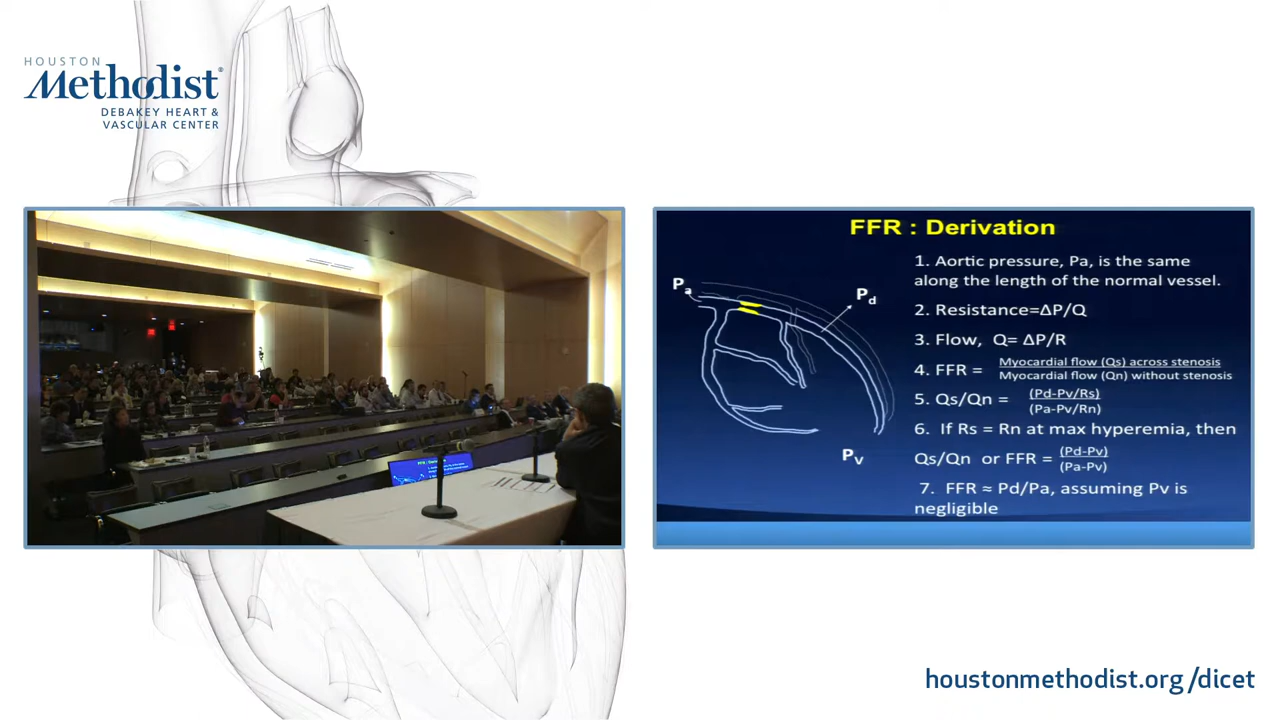 HOUSTON
Methodist®
DEBAKEY HEART &
VASCULAR CENTER
FFR : Derivation
Pa
Pd
Pv
1. Aortic pressure, Pa, is the same
along the length of the normal vessel.
2. Resistance=ΔP/Q
3. Flow, Q= ΔP/R
4. FFR = Myocardial flow (Qs) across stenosis
Myocardial flow (Qn) without stenosis
5. Qs/Qn = (Pd-Pv/Rs)
(Pa-Pv/Rn)
6. If Rs = Rn at max hyperemia, then
Qs/Qn or FFR = (Pd-Pv)
(Pa-Pv)
7. FFR ≈ Pd/Pa, assuming Pv is
negligible
houstonmethodist.org/dicet